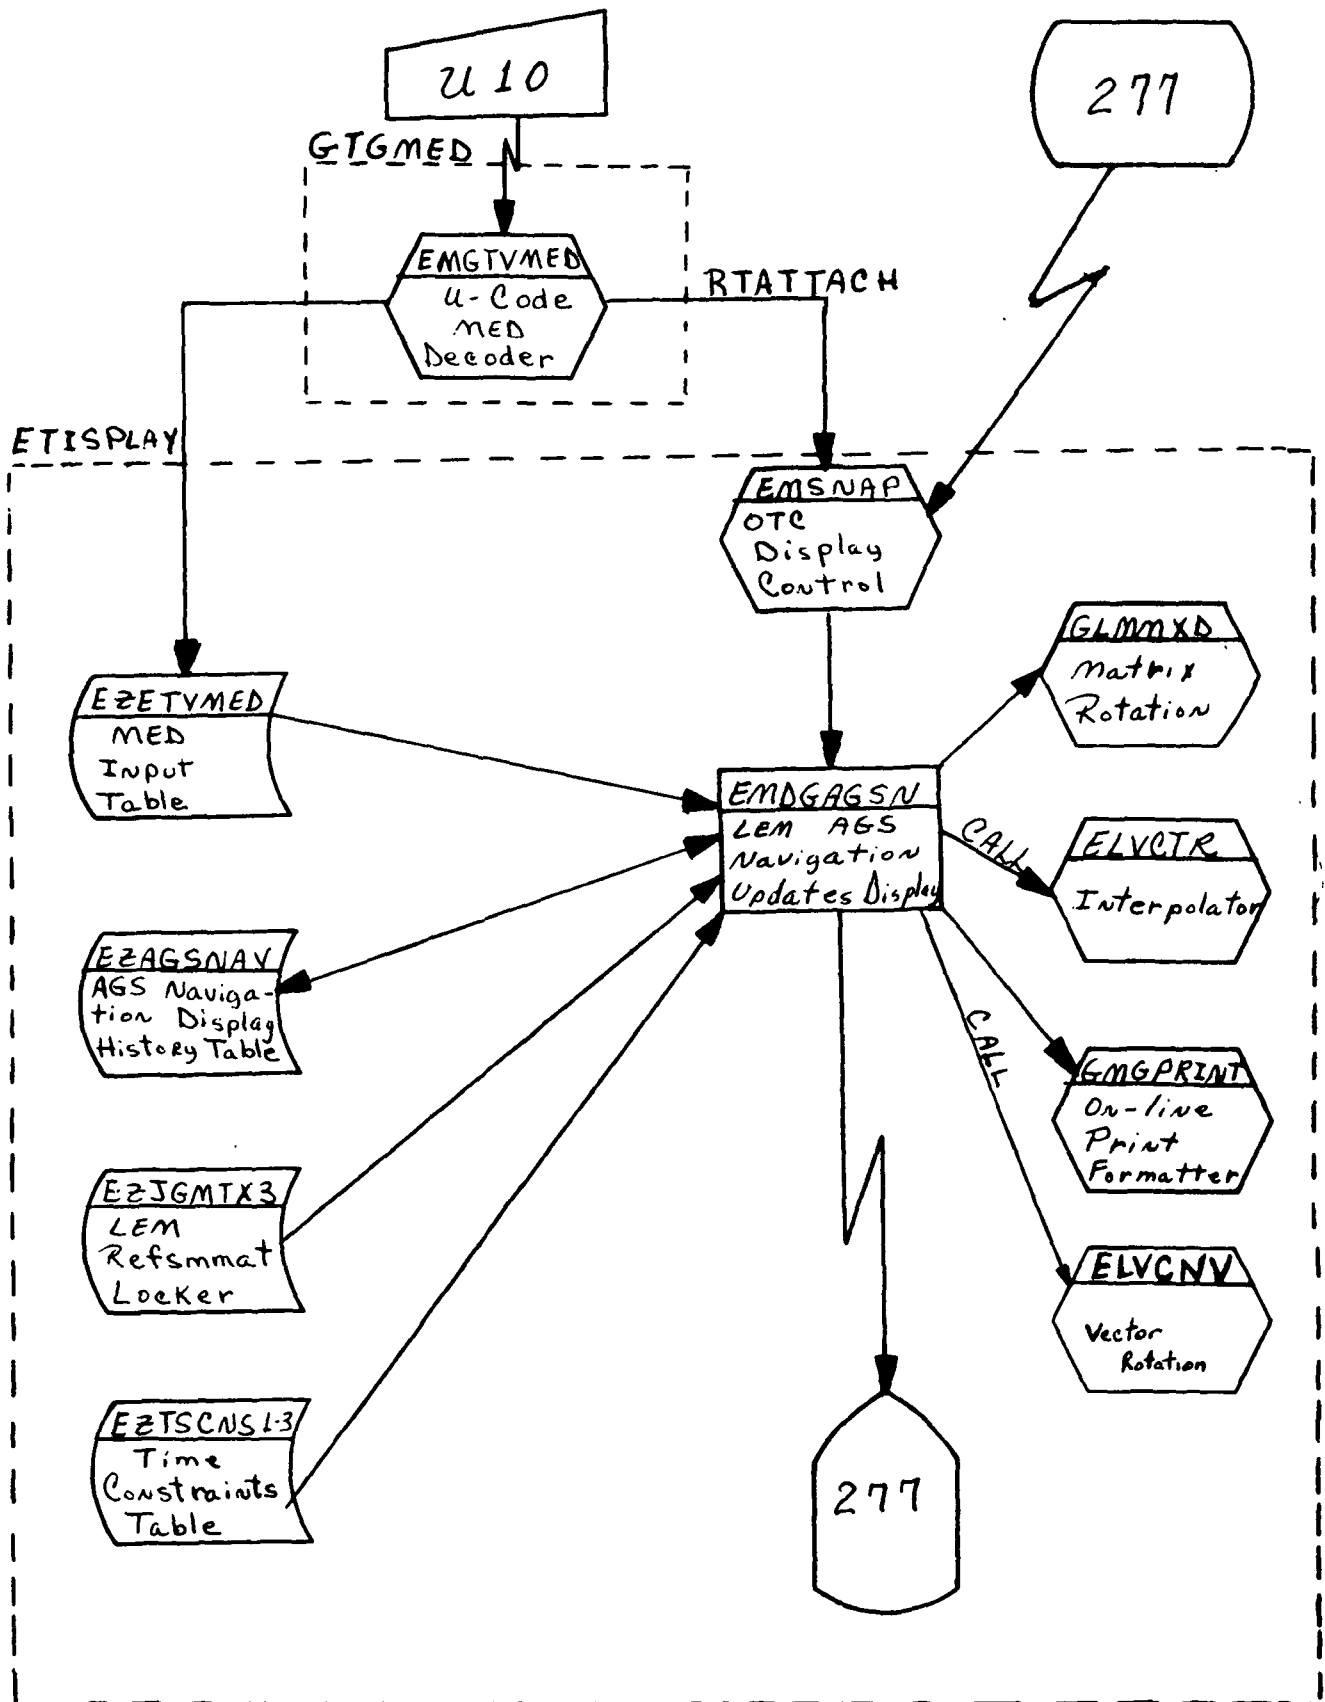 U10
277
GTGMED
EMGTVMED
U-Code
MED
Decoder
RTATTACH
ETISPLAY
EMSNAP
OTC
Display
Control
EZETVMED
MED
Input
Table
EMDGAGSN
LEM AGS
Navigation
Updates Display
GLMMXD
Matrix
Rotation
CALL
ELVCTR
Interpolator
EZAGSNAV
AGS Naviga-
tion Display
History Table
CALL
GMGPRINT
On-line
Print
Formatter
EZJGMTX3
LEM
Refsmmat
Locker
ELVCNV
Vector
Rotation
EZTSCNS1-3
Time
Constraints
Table
277